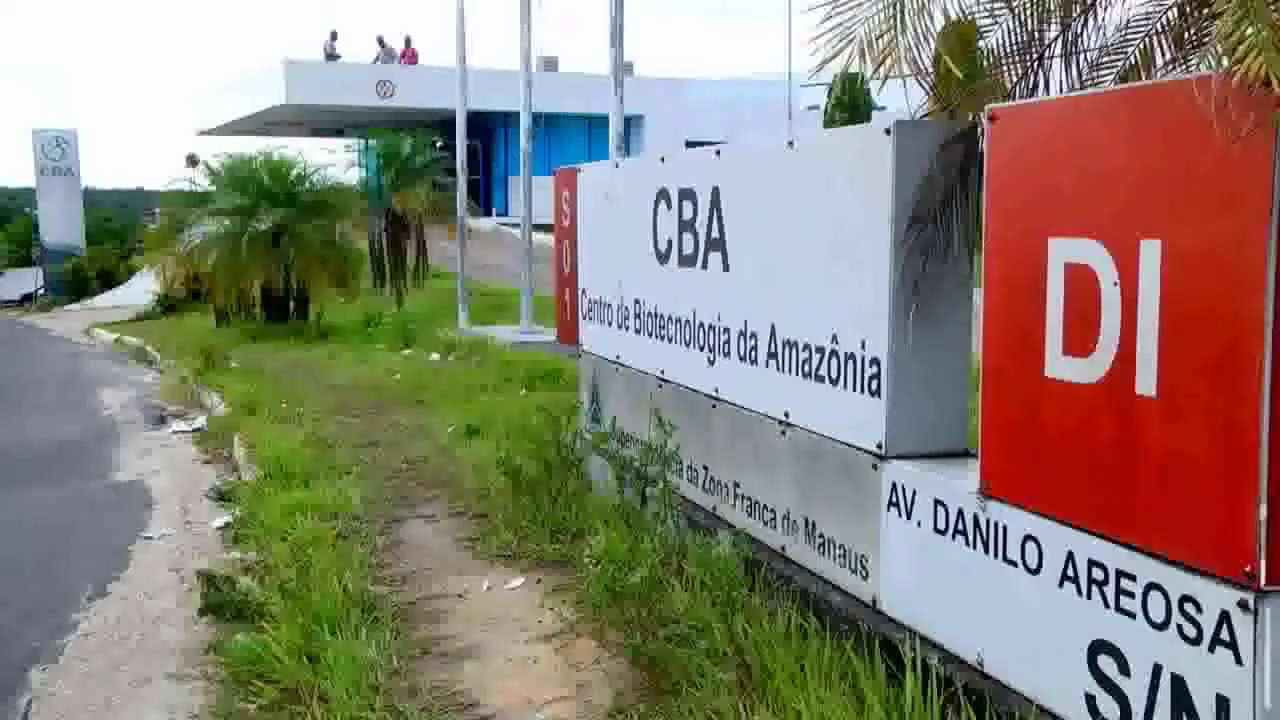 CBA
S01
CBA
Centro de Biotecnologia da Amazônia
da Zona Franca de Manaus
DI
AV. DANILO AREOSA
S/N